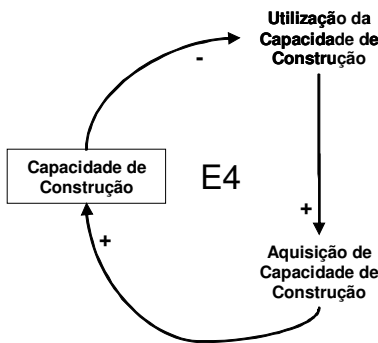 Utilização da
Capacidade de
Construção
-
Capacidade de
Construção
E4
+
+
Aquisição de
Capacidade de
Construção